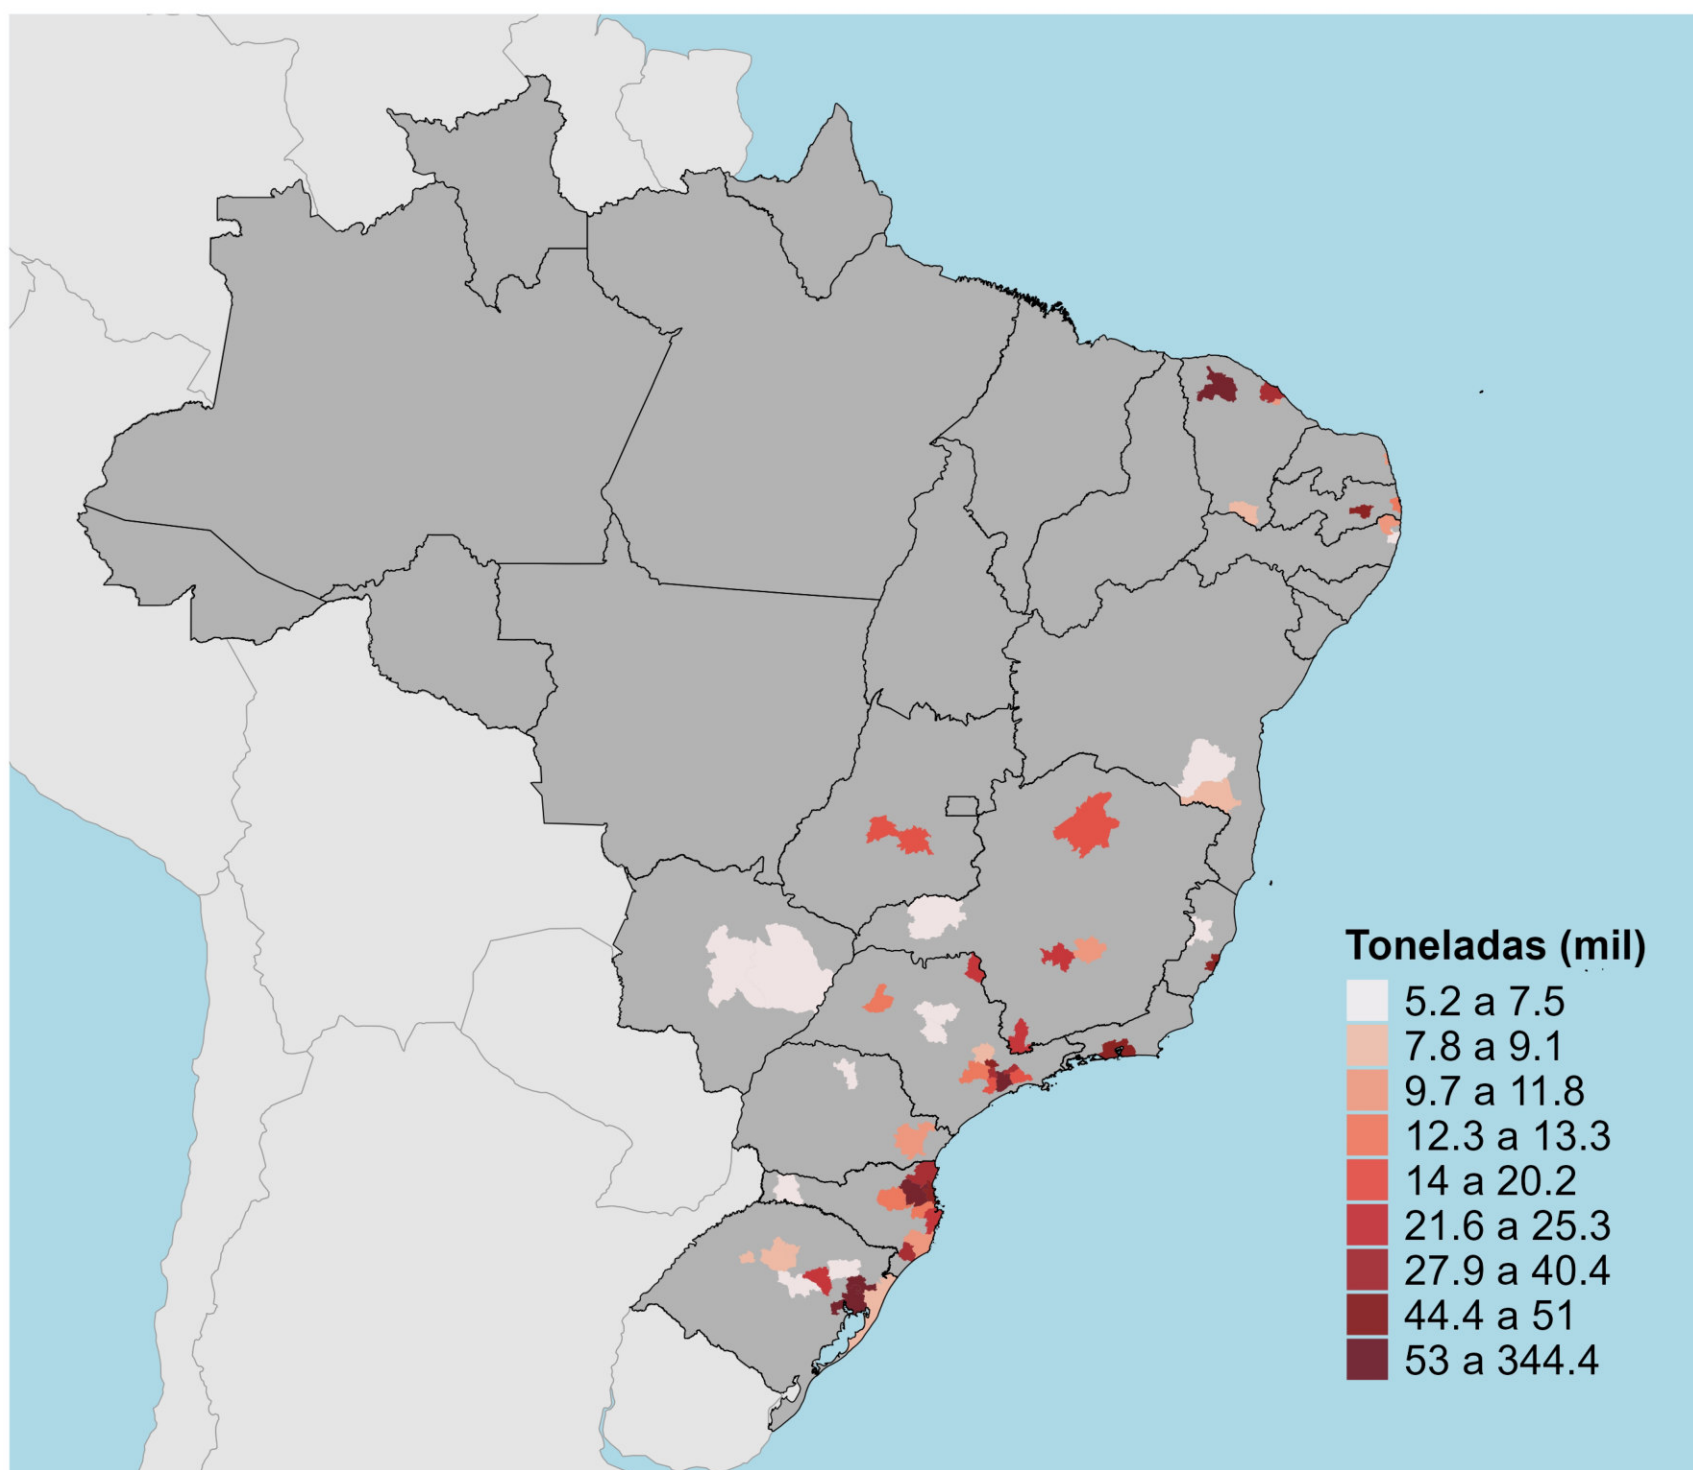 Toneladas (mil)
5.2 a 7.5
7.8 a 9.1
9.7 a 11.8
12.3 a 13.3
14 a 20.2
21.6 a 25.3
27.9 a 40.4
44.4 a 51
53 a 344.4